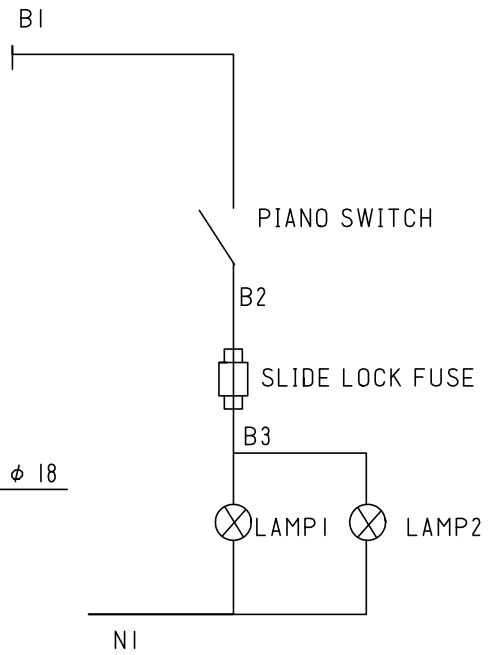 B1
PIANO SWITCH
B2
SLIDE LOCK FUSE
B3
ϕ 18
LAMP1
LAMP2
N1